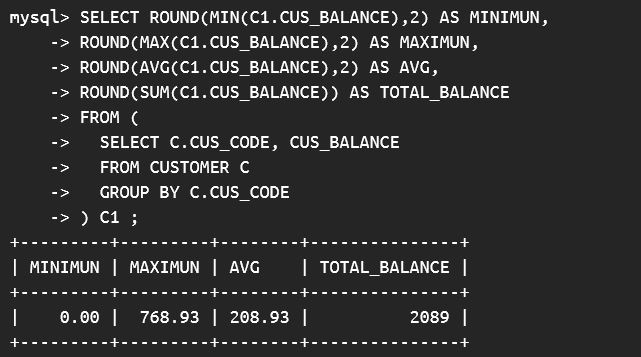 mysql> SELECT ROUND(MIN(C1.CUS_BALANCE),2) AS MINIMUN,
    -> ROUND(MAX(C1.CUS_BALANCE),2) AS MAXIMUN,
    -> ROUND(AVG(C1.CUS_BALANCE),2) AS AVG,
    -> ROUND(SUM(C1.CUS_BALANCE)) AS TOTAL_BALANCE
    -> FROM (
    ->   SELECT C.CUS_CODE, CUS_BALANCE
    ->   FROM CUSTOMER C
    ->   GROUP BY C.CUS_CODE
    -> ) C1 ;
+---------+---------+--------+---------------+
| MINIMUN | MAXIMUN | AVG    | TOTAL_BALANCE |
+---------+---------+--------+---------------+
|    0.00 |  768.93 | 208.93 |          2089 |
+---------+---------+--------+---------------+